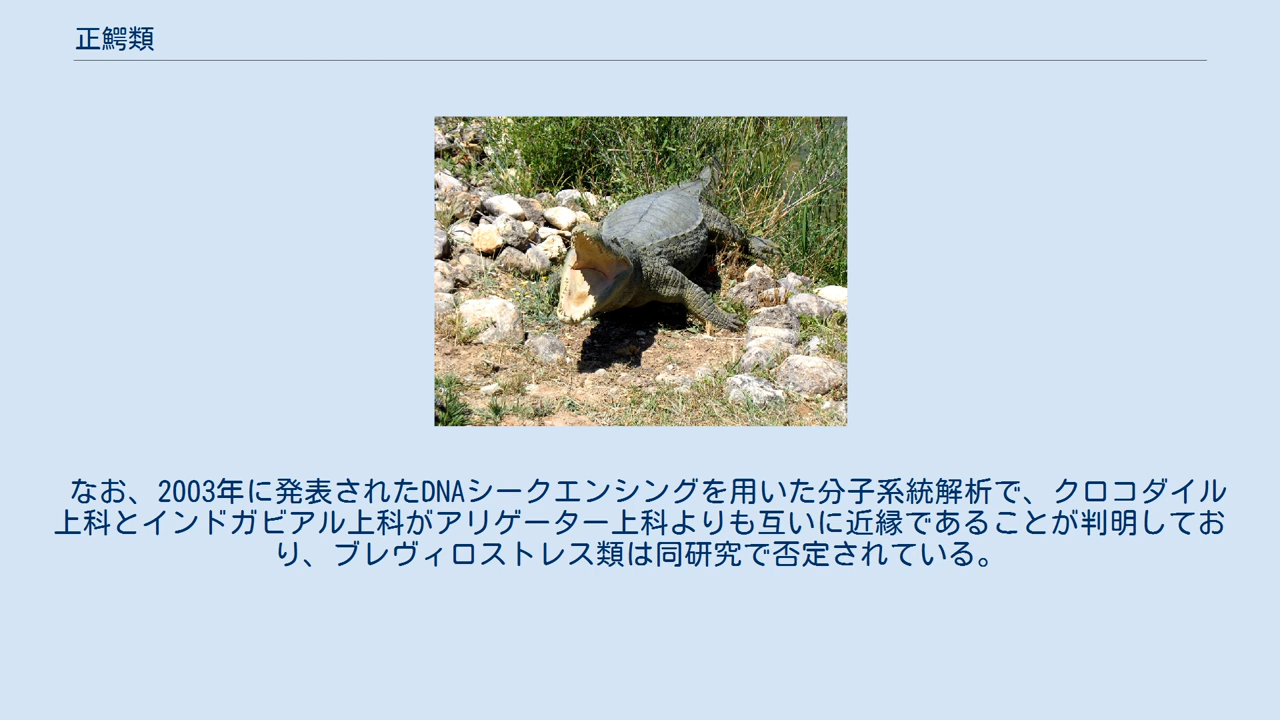 正鰐類
なお、2003年に発表されたDNAシークエンシングを用いた分子系統解析で、クロコダイル
上科とインドガビアル上科がアリゲーター上科よりも互いに近縁であることが判明してお
り、ブレヴィロストレス類は同研究で否定されている。